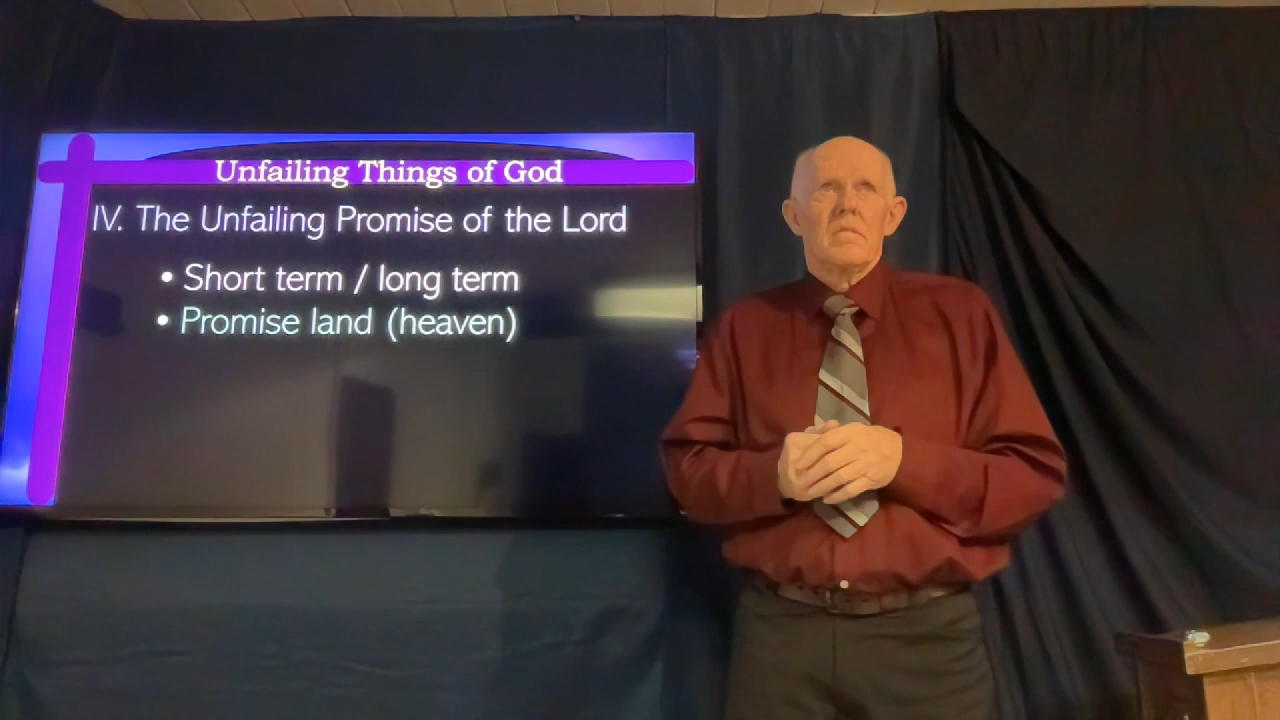 Unfailing Things of God
IV. The Unfailing Promise of the Lord
• Short term / long term
• Promise land (heaven)